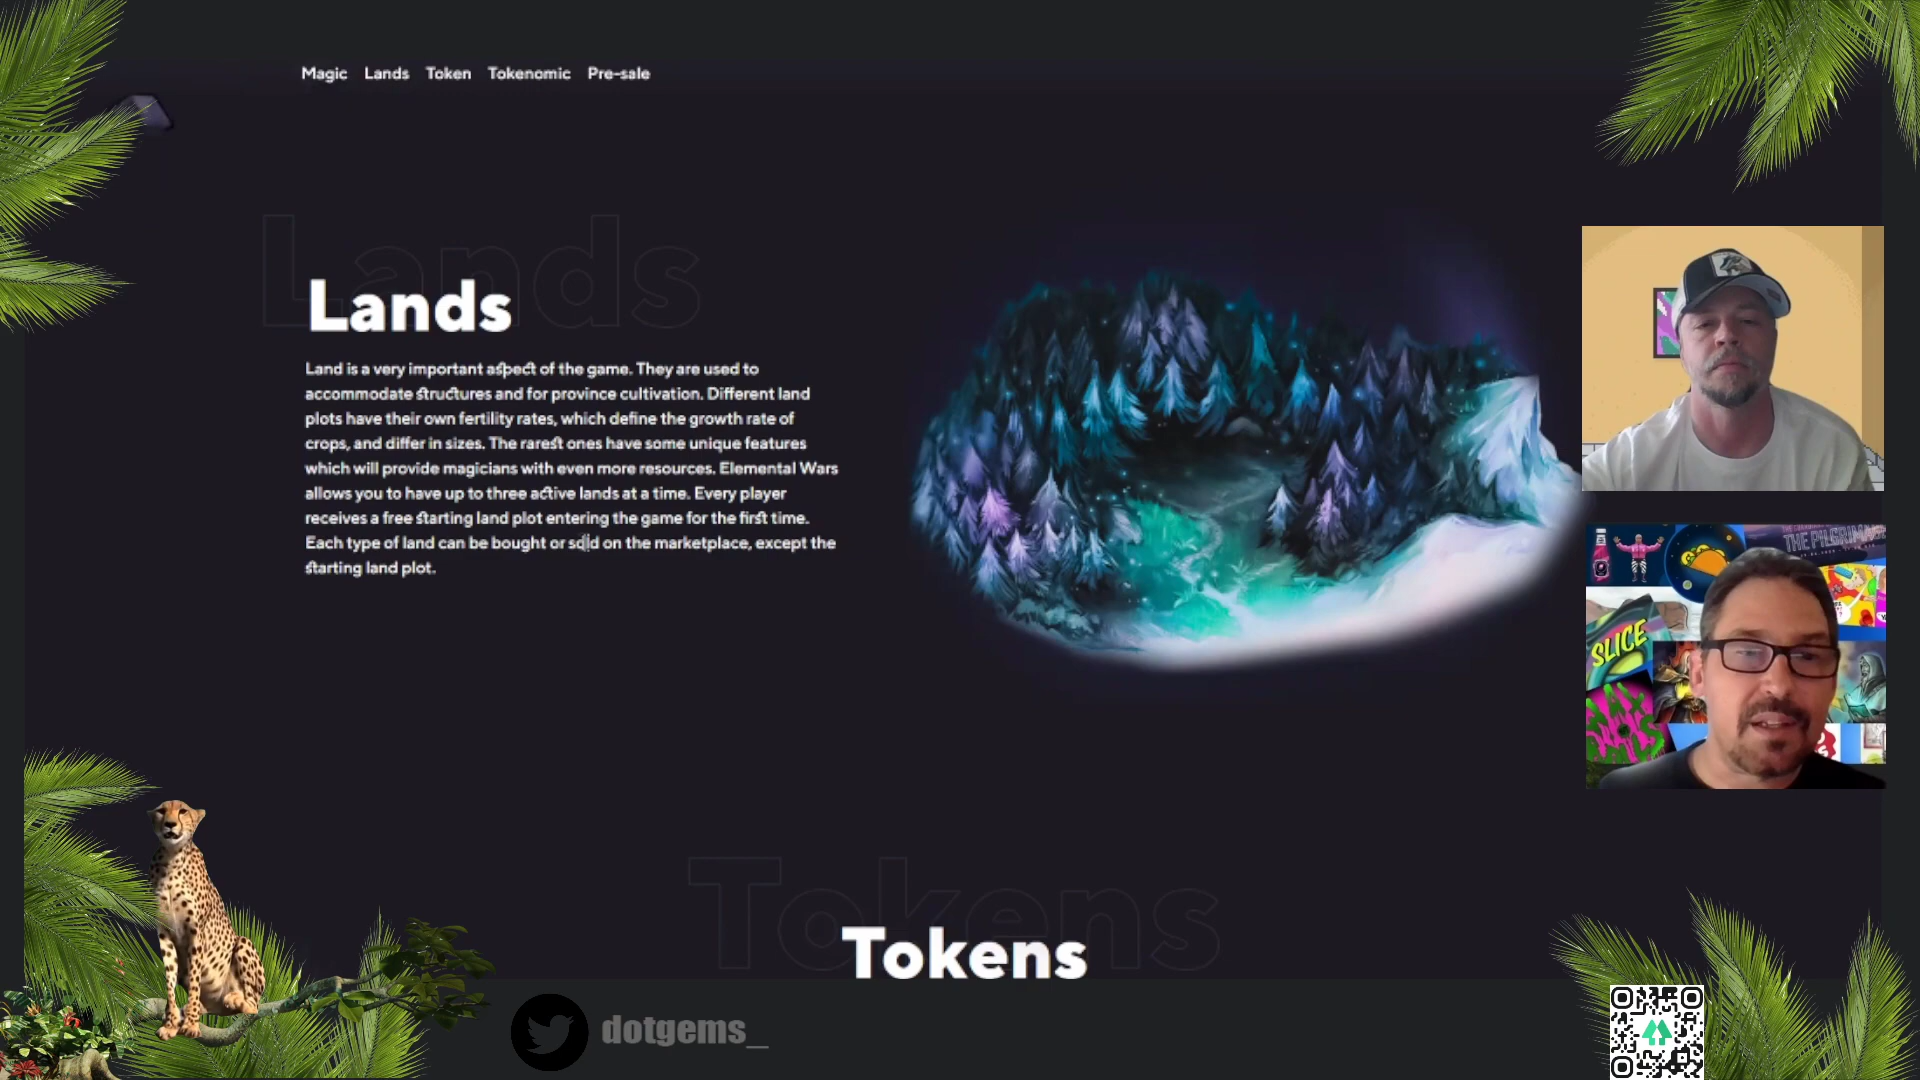 Magic Lands Token Tokenomic Pre-sale
Lands
Lands
Land is a very important aspect of the game. They are used to
accommodate structures and for province cultivation. Different land
plots have their own fertility rates, which define the growth rate of
crops, and differ in sizes. The rarest ones have some unique features
which will provide magicians with even more resources. Elemental Wars
allows you to have up to three active lands at a time. Every player
receives a free starting land plot entering the game for the first time.
Each type of land can be bought or sold on the marketplace, except the
starting land plot.
THE PILGRIMA
SLICE
Tokens
Tokens
dotgems_